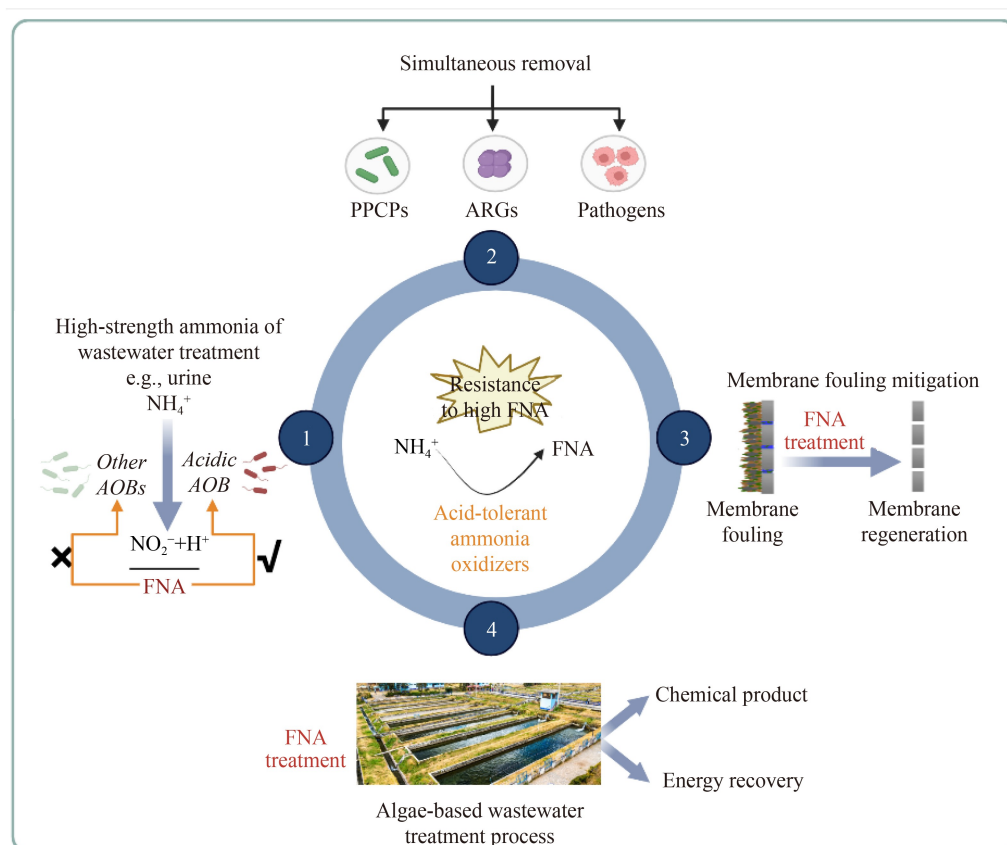 Simultaneous removal
PPCPs
ARGs
Pathogens
2
High-strength ammonia of
wastewater treatment
e.g., urine
NH₄⁺
Other
AOBs
Acidic
AOB
NO₂⁻+H⁺
FNA
1
Resistance
to high FNA
NH₄⁺
FNA
Acid-tolerant
ammonia
oxidizers
3
Membrane fouling mitigation
FNA
treatment
Membrane
fouling
Membrane
regeneration
4
FNA
treatment
Chemical product
Energy recovery
Algae-based wastewater
treatment process